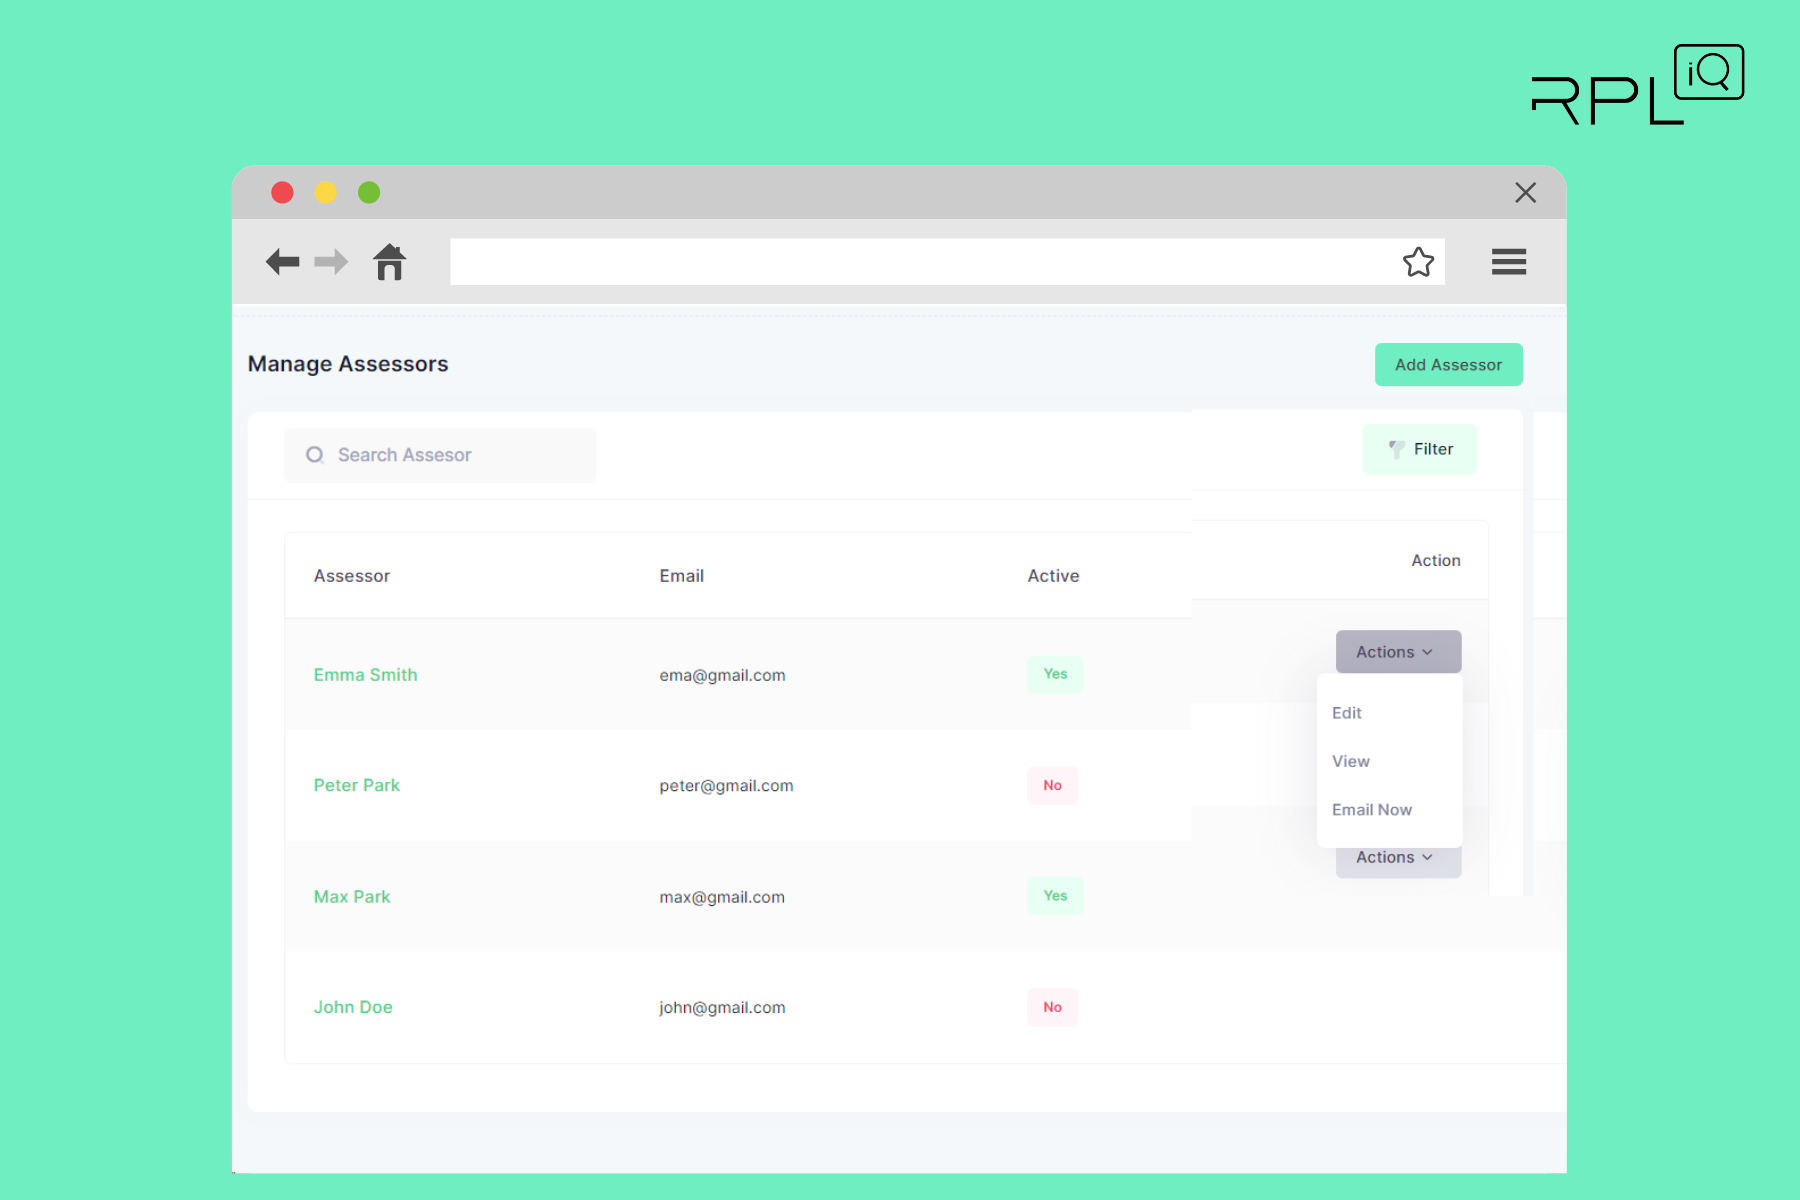 RPL iQ
Manage Assessors
Add Assessor
Search Assesor
Filter
Assessor Email Active Action
Emma Smith ema@gmail.com Yes Actions
Edit
View
Email Now
Peter Park peter@gmail.com No
Actions
Max Park max@gmail.com Yes
John Doe john@gmail.com No